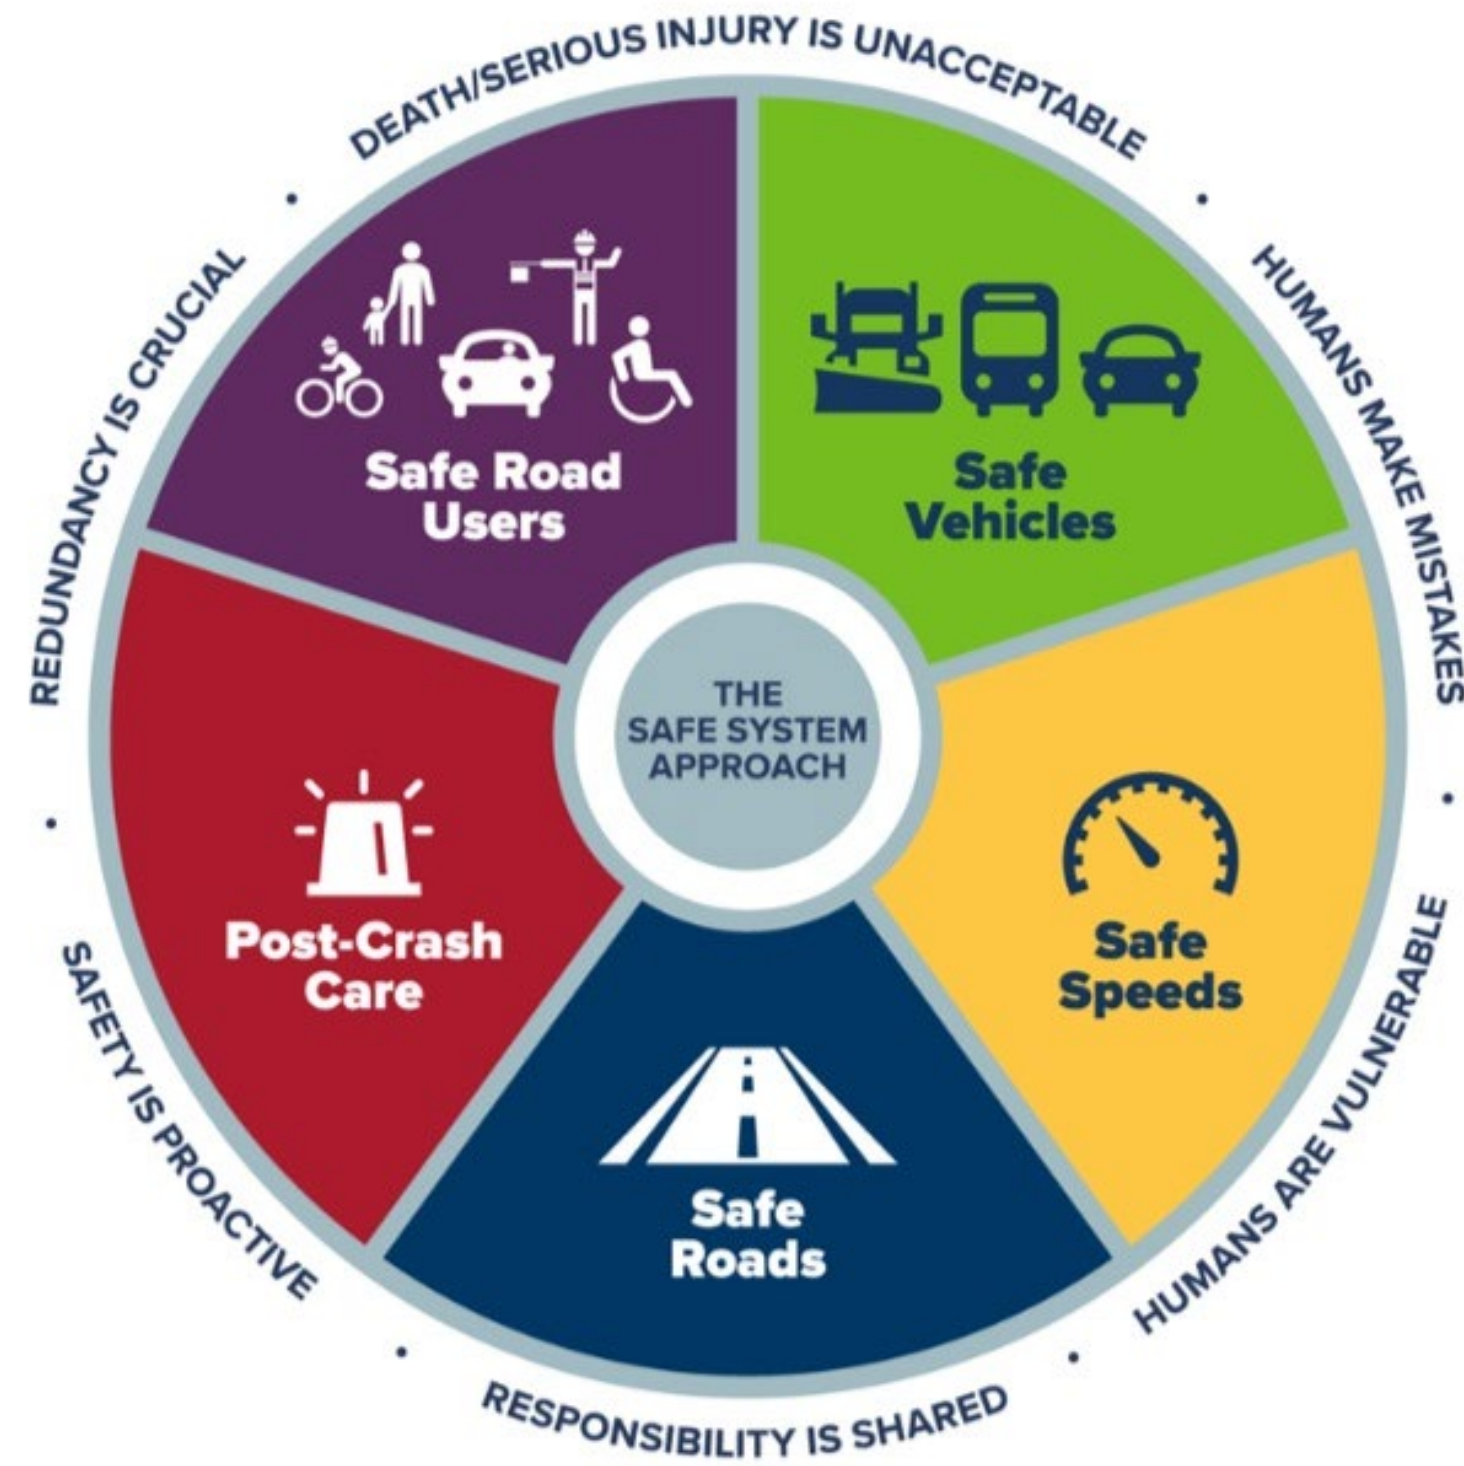 DEATH/SERIOUS INJURY IS UNACCEPTABLE
HUMANS MAKE MISTAKES
HUMANS ARE VULNERABLE
RESPONSIBILITY IS SHARED
SAFETY IS PROACTIVE
REDUNDANCY IS CRUCIAL
Safe Road
Users
Safe
Vehicles
Safe
Speeds
Safe
Roads
Post-Crash
Care
THE
SAFE SYSTEM
APPROACH